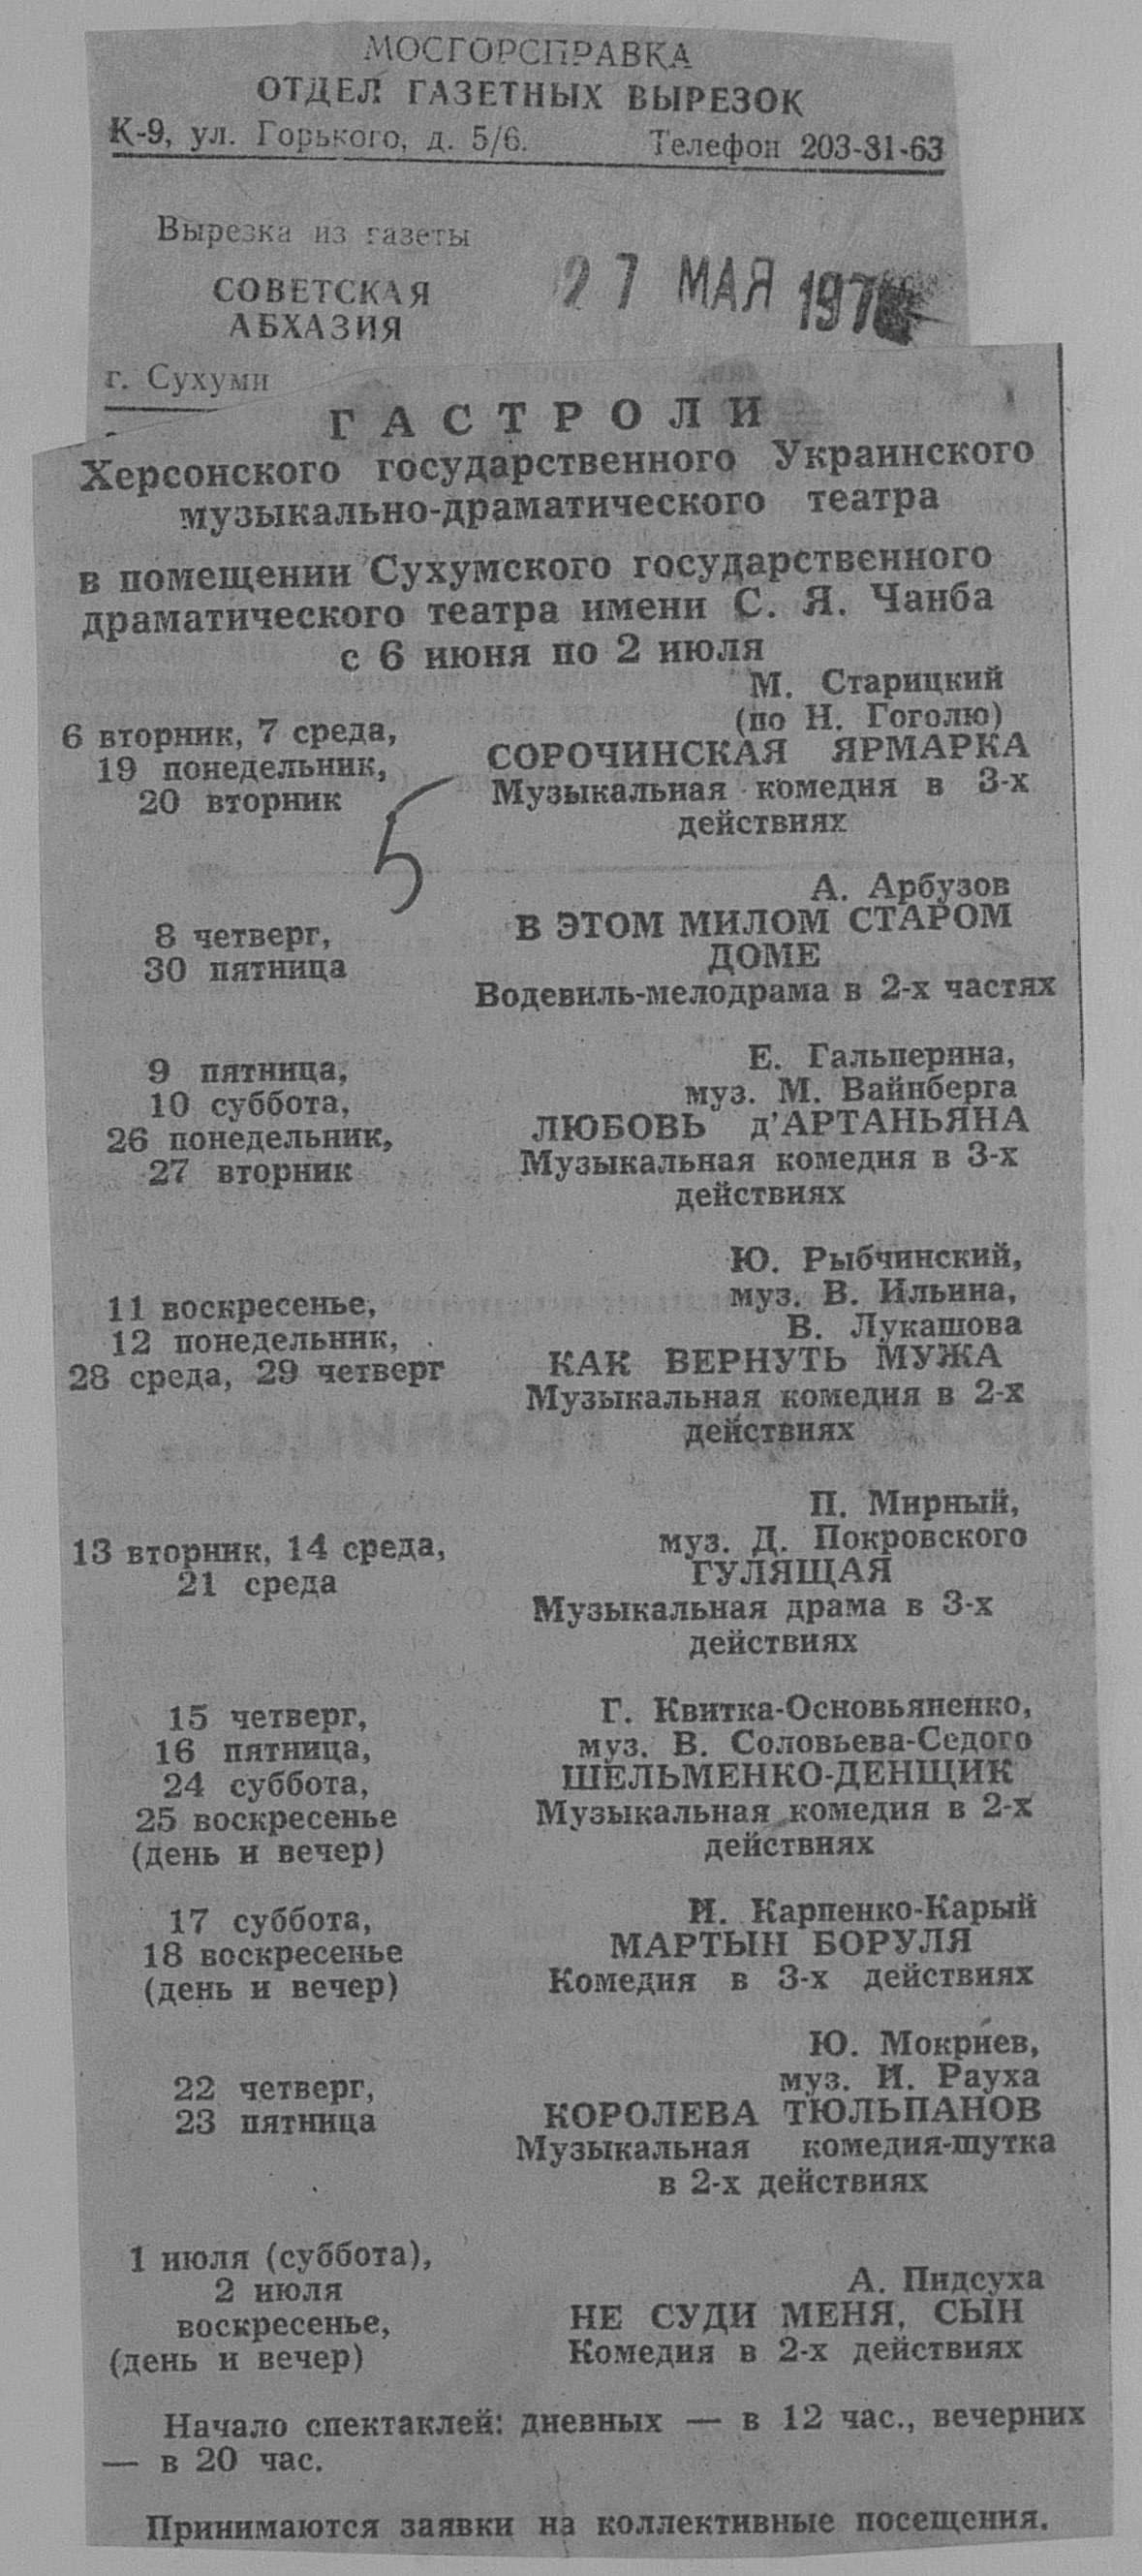 МОСГОРСПРАВКА
ОТДЕЛ ГАЗЕТНЫХ ВЫРЕЗОК
К-9, ул. Горького, д. 5/6. Телефон 203-81-63
Вырезка из газеты
СОВЕТСКАЯ
АБХАЗИЯ
27 МАЯ 197
г. Сухуми
ГАСТРОЛИ
Херсонского государственного Украинского
музыкально-драматического театра
в помещении Сухумского государственного
драматического театра имени С. Я. Чанба
с 6 июня по 2 июля
6 вторник, 7 среда,
19 понедельник,
20 вторник
5
М. Старицкий
(по Н. Гоголю)
СОРОЧИНСКАЯ ЯРМАРКА
Музыкальная комедия в 3-х
действиях
8 четверг,
30 пятница
А. Арбузов
В ЭТОМ МИЛОМ СТАРОМ
ДОМЕ
Водевиль-мелодрама в 2-х частях
9 пятница,
10 суббота,
26 понедельник,
27 вторник
Е. Гальперина,
муз. М. Вайнберга
ЛЮБОВЬ д'АРТАНЬЯНА
Музыкальная комедия в 3-х
действиях
11 воскресенье,
12 понедельник,
28 среда, 29 четверг
Ю. Рыбчинский,
муз. В. Ильина,
В. Лукашова
КАК ВЕРНУТЬ МУЖА
Музыкальная комедия в 2-х
действиях
13 вторник, 14 среда,
21 среда
П. Мирный,
муз. Д. Покровского
ГУЛЯЩАЯ
Музыкальная драма в 3-х
действиях
15 четверг,
16 пятница,
24 суббота,
25 воскресенье
(день и вечер)
Г. Квитка-Основьяненко,
муз. В. Соловьева-Седого
ШЕЛЬМЕНКО-ДЕНЩИК
Музыкальная комедия в 2-х
действиях
17 суббота,
18 воскресенье
(день и вечер)
И. Карпенко-Карый
МАРТЫН БОРУЛЯ
Комедия в 3-х действиях
22 четверг,
23 пятница
Ю. Мокриев,
муз. И. Рауха
КОРОЛЕВА ТЮЛЬПАНОВ
Музыкальная комедия-шутка
в 2-х действиях
1 июля (суббота),
2 июля
воскресенье,
(день и вечер)
А. Пидсуха
НЕ СУДИ МЕНЯ, СЫН
Комедия в 2-х действиях
Начало спектаклей: дневных — в 12 час., вечерних
— в 20 час.
Принимаются заявки на коллективные посещения.